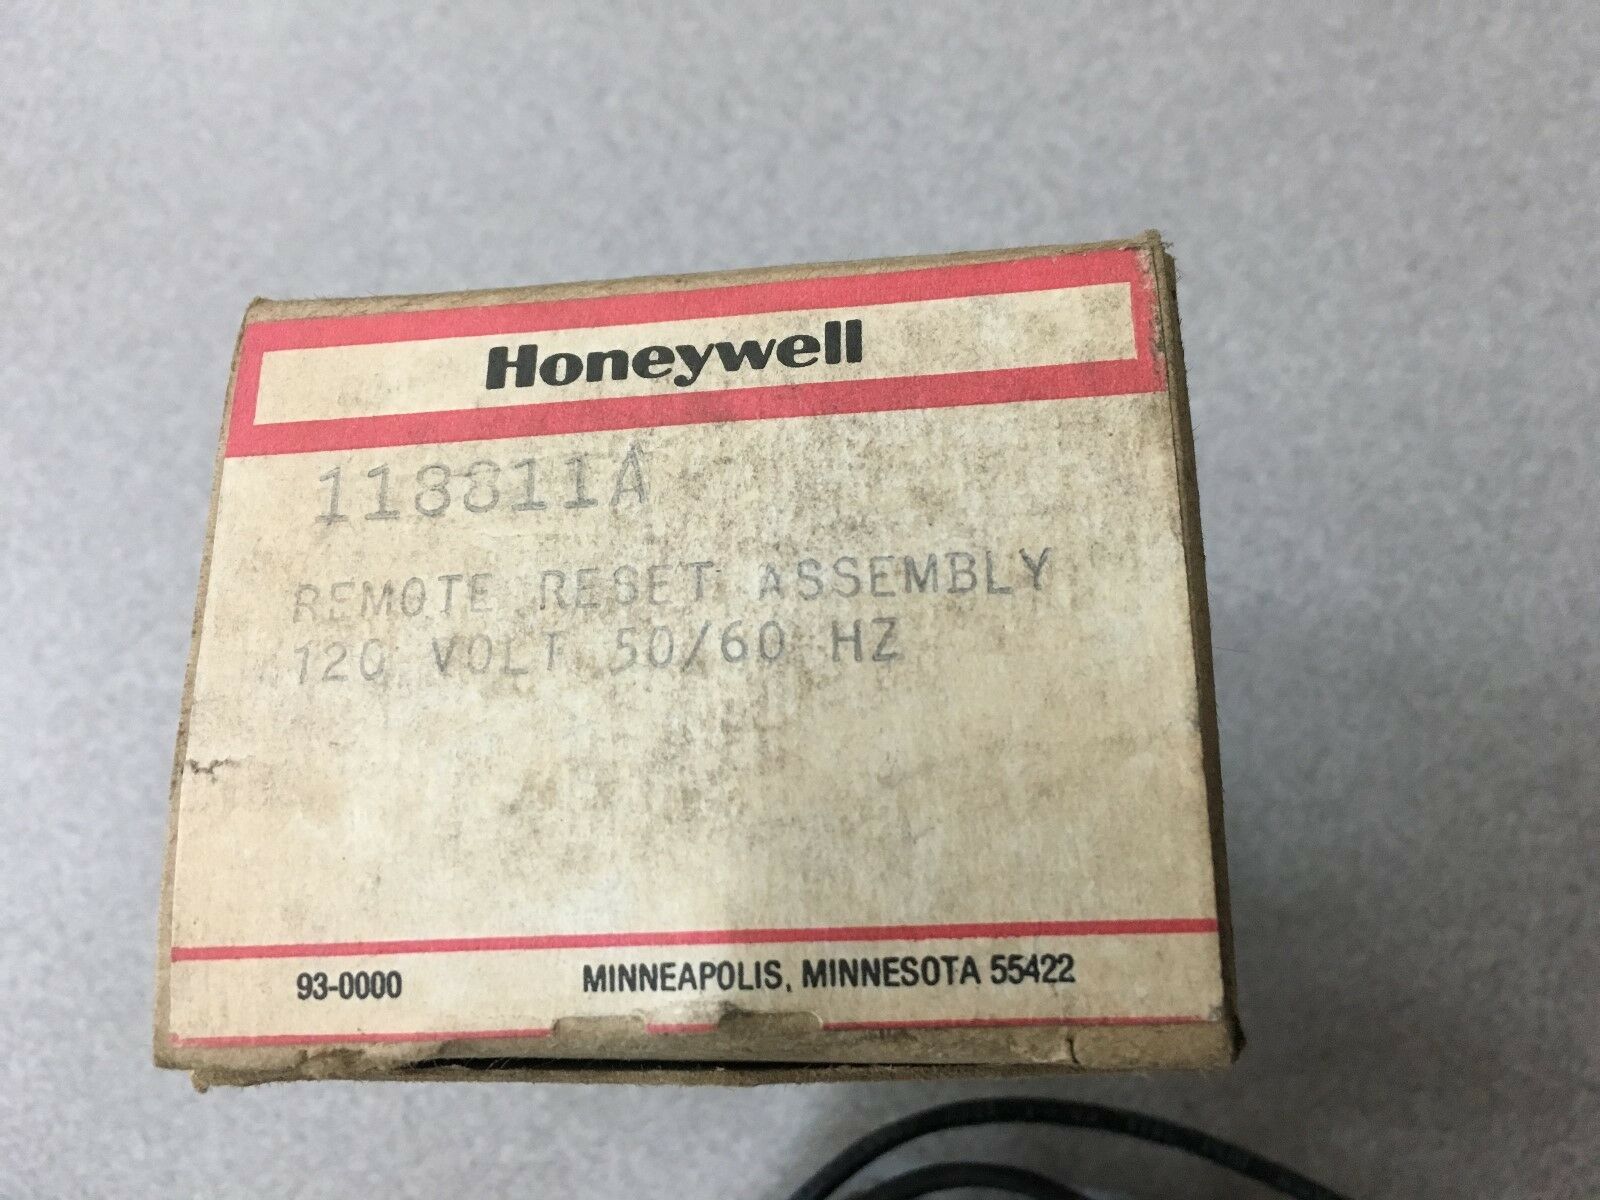 Honeywell
118811A
REMOTE RESET ASSEMBLY
120 VOLT 50/60 HZ
93-0000
MINNEAPOLIS, MINNESOTA 55422